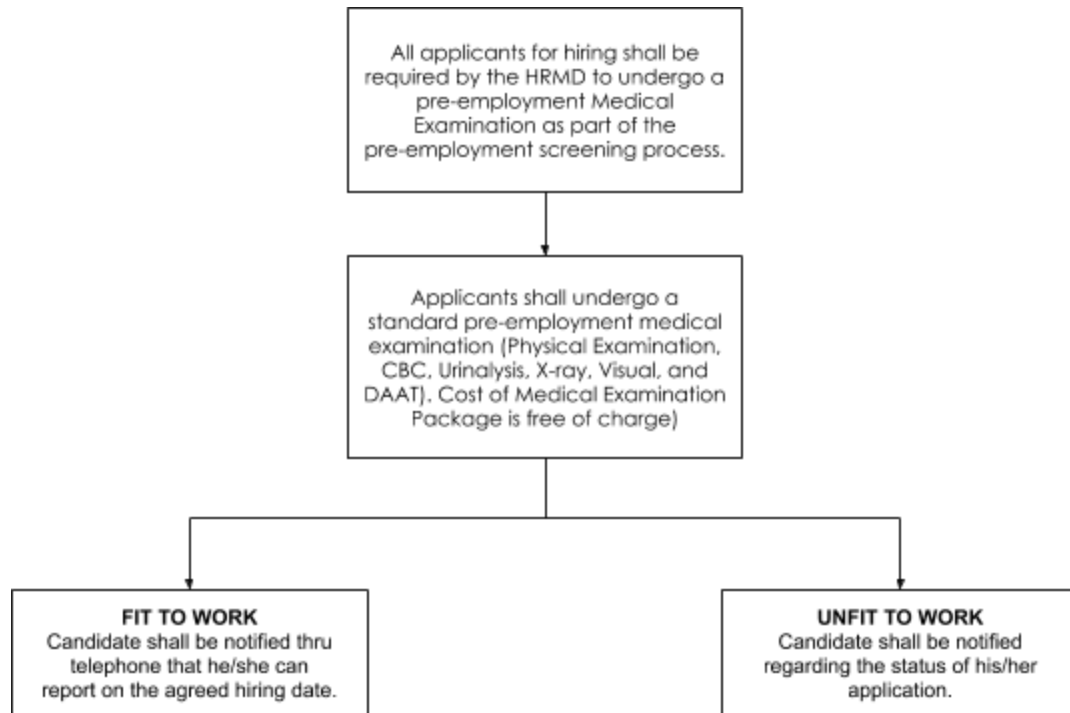 All applicants for hiring shall be
required by the HRMD to undergo a
pre-employment Medical
Examination as part of the
pre-employment screening process.
Applicants shall undergo a
standard pre-employment medical
examination (Physical Examination,
CBC, Urinalysis, X-ray, Visual, and
DAAT). Cost of Medical Examination
Package is free of charge)
FIT TO WORK
Candidate shall be notified thru
telephone that he/she can
report on the agreed hiring date.
UNFIT TO WORK
Candidate shall be notified
regarding the status of his/her
application.